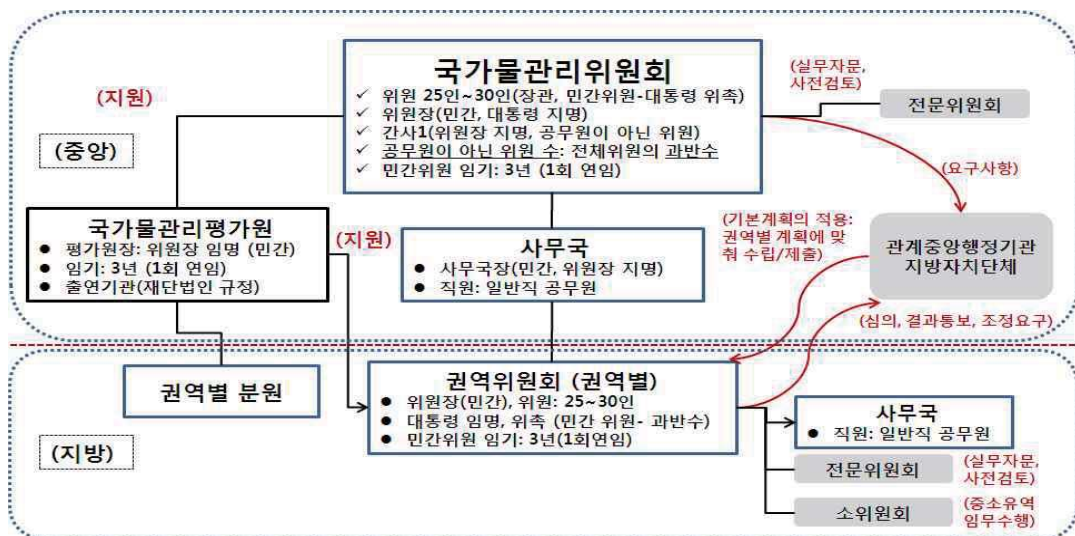 국가물관리위원회
✓ 위원 25인~30인(장관, 민간위원-대통령 위촉)
✓ 위원장(민간, 대통령 지명)
✓ 간사1(위원장 지명, 공무원이 아닌 위원)
✓ 공무원이 아닌 위원 수: 전체위원의 과반수
✓ 민간위원 임기: 3년 (1회 연임)
(실무자문,
사전검토)
전문위원회
(지원)
(중앙)
(요구사항)
국가물관리평가원
● 평가원장: 위원장 임명 (민간)
● 임기: 3년 (1회 연임)
● 출연기관(재단법인 규정)
(지원)
사무국
● 사무국장(민간, 위원장 지명)
● 직원: 일반직 공무원
(기본계획의 적용:
권역별 계획에 맞
춰 수립/제출)
관계중앙행정기관
지방자치단체
(심의, 결과통보, 조정요구)
권역별 분원
권역위원회 (권역별)
● 위원장(민간), 위원: 25~30인
● 대통령 임명, 위촉 (민간 위원- 과반수)
● 민간위원 임기: 3년(1회연임)
(지방)
사무국
● 직원: 일반직 공무원
전문위원회
(실무자문,
사전검토)
소위원회
(중소유역
임무수행)